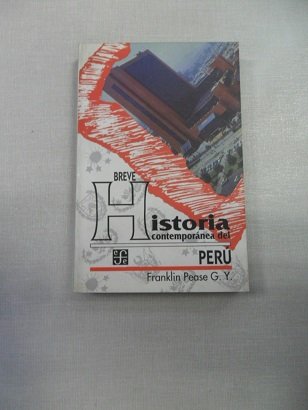 BREVE
Historia
contemporánea del
PERÚ
Franklin Pease G. Y.